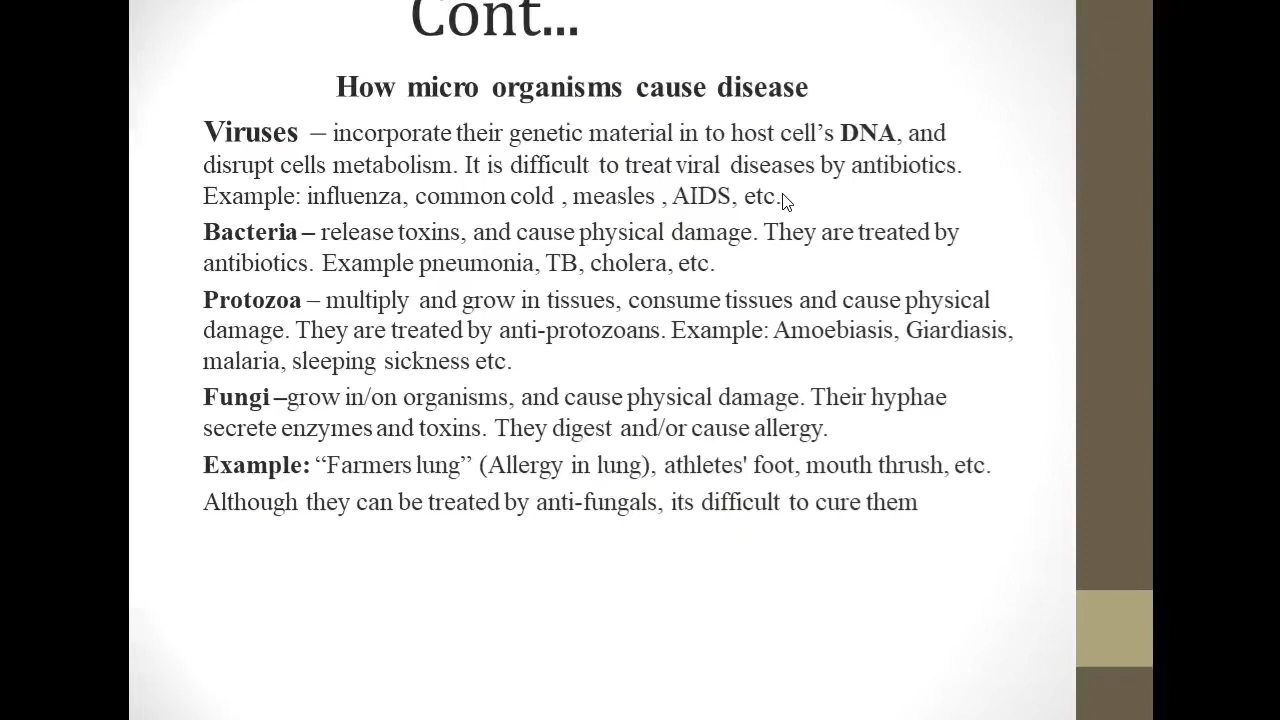 Cont...
How micro organisms cause disease
Viruses – incorporate their genetic material in to host cell’s DNA, and
disrupt cells metabolism. It is difficult to treat viral diseases by antibiotics.
Example: influenza, common cold , measles , AIDS, etc.
Bacteria – release toxins, and cause physical damage. They are treated by
antibiotics. Example pneumonia, TB, cholera, etc.
Protozoa – multiply and grow in tissues, consume tissues and cause physical
damage. They are treated by anti-protozoans. Example: Amoebiasis, Giardiasis,
malaria, sleeping sickness etc.
Fungi –grow in/on organisms, and cause physical damage. Their hyphae
secrete enzymes and toxins. They digest and/or cause allergy.
Example: “Farmers lung” (Allergy in lung), athletes' foot, mouth thrush, etc.
Although they can be treated by anti-fungals, its difficult to cure them